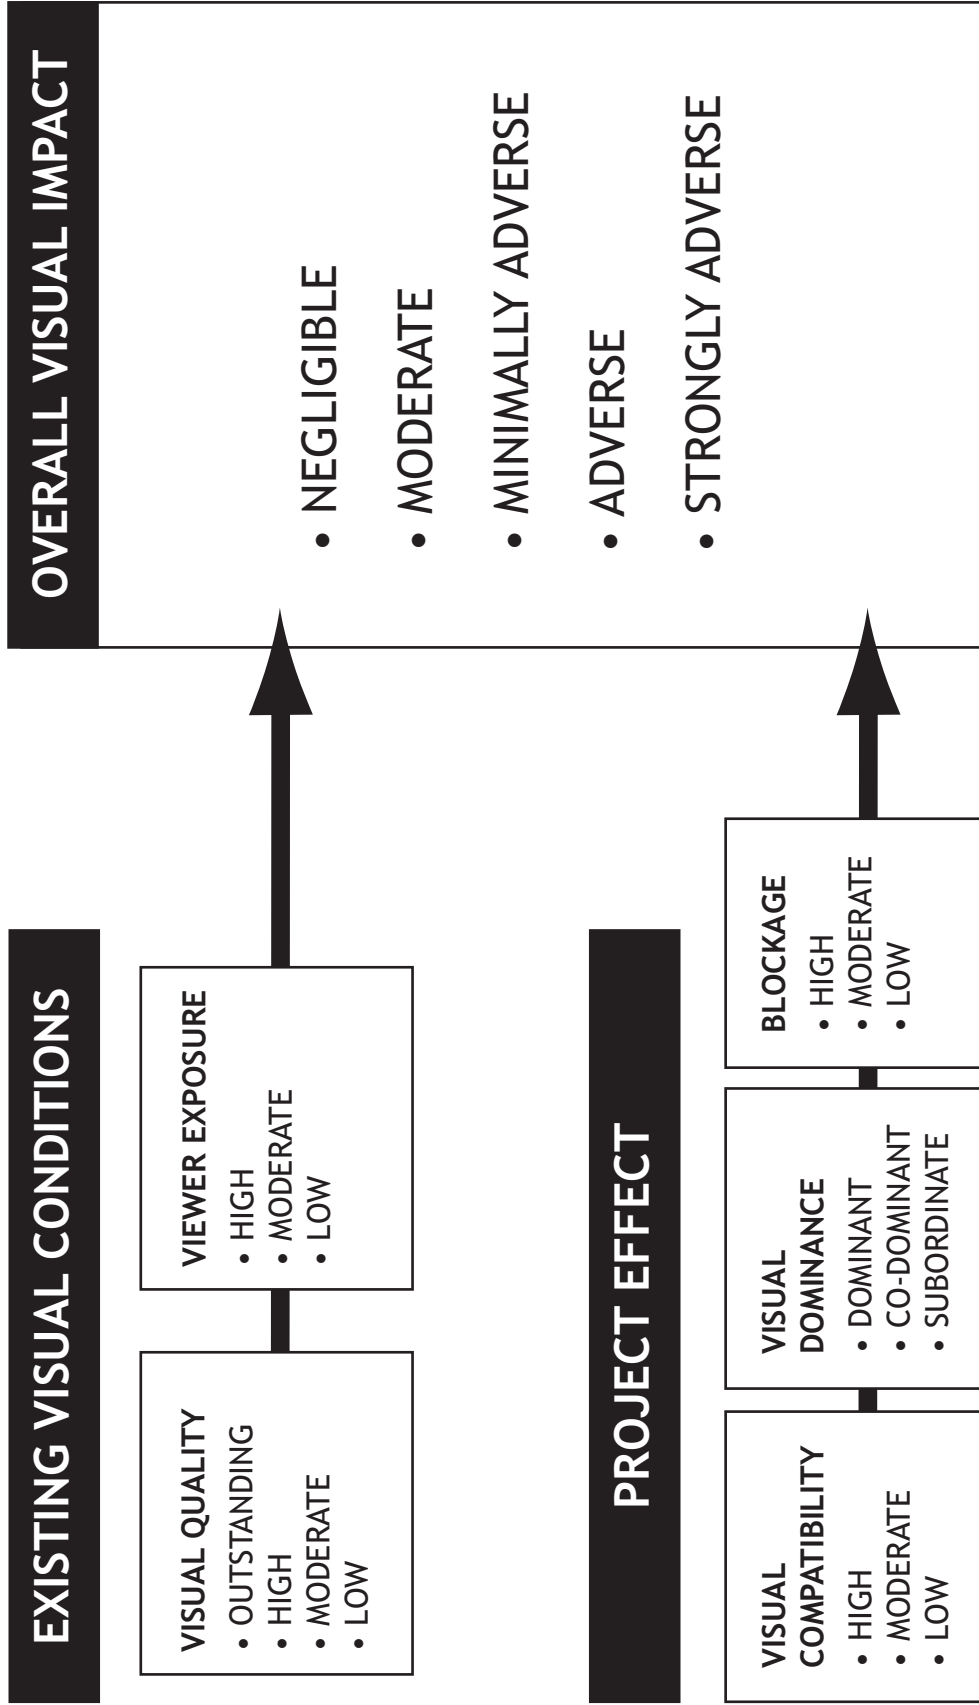 EXISTING VISUAL CONDITIONS
VISUAL QUALITY
• OUTSTANDING
• HIGH
• MODERATE
• LOW
VIEWER EXPOSURE
• HIGH
• MODERATE
• LOW
PROJECT EFFECT
VISUAL
COMPATIBILITY
• HIGH
• MODERATE
• LOW
VISUAL
DOMINANCE
• DOMINANT
• CO-DOMINANT
• SUBORDINATE
BLOCKAGE
• HIGH
• MODERATE
• LOW
OVERALL VISUAL IMPACT
• NEGLIGIBLE
• MODERATE
• MINIMALLY ADVERSE
• ADVERSE
• STRONGLY ADVERSE